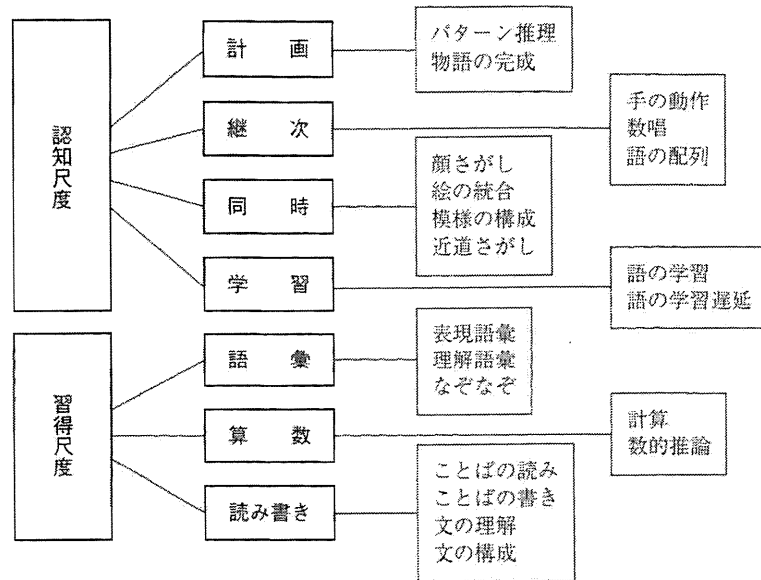 認知尺度
計画
パターン推理
物語の完成
継次
手の動作
数唱
語の配列
同時
顔さがし
絵の統合
模様の構成
近道さがし
学習
語の学習
語の学習遅延
習得尺度
語彙
表現語彙
理解語彙
なぞなぞ
算数
計算
数的推論
読み書き
ことばの読み
ことばの書き
文の理解
文の構成